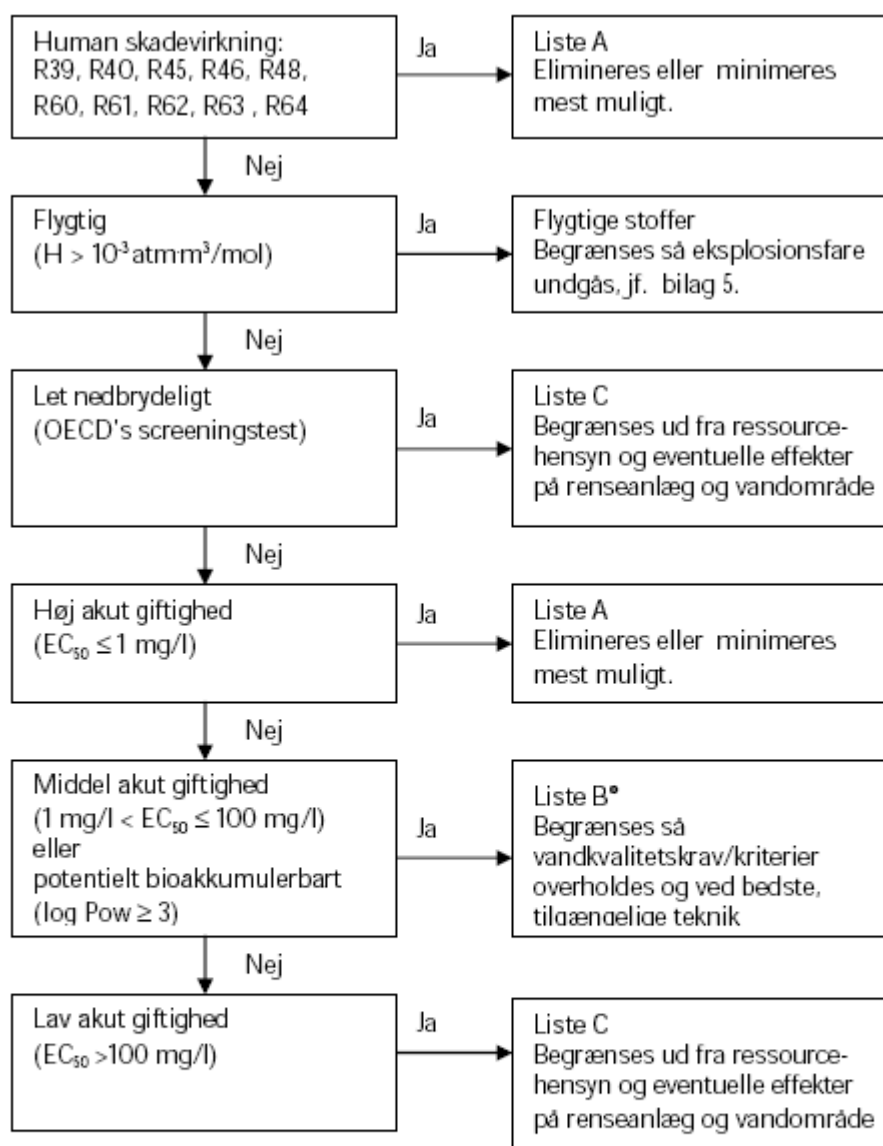 Human skadevirkning:
R39, R40, R45, R46, R48,
R60, R61, R62, R63 , R64
Ja
Liste A
Elimineres eller minimeres
mest muligt.
Nej
Flygtig
(H > 10⁻³ atm·m³/mol)
Ja
Flygtige stoffer
Begrænses så eksplosionsfare
undgås, jf. bilag 5.
Nej
Let nedbrydeligt
(OECD's screeningstest)
Ja
Liste C
Begrænses ud fra ressource-
hensyn og eventuelle effekter
på renseanlæg og vandområde
Nej
Høj akut giftighed
(EC₅₀ ≤ 1 mg/l)
Ja
Liste A
Elimineres eller minimeres
mest muligt.
Nej
Middel akut giftighed
(1 mg/l < EC₅₀ ≤ 100 mg/l)
eller
potentielt bioakkumulerbart
(log Pow ≥ 3)
Ja
Liste B*
Begrænses så
vandkvalitetskrav/kriterier
overholdes og ved bedste,
tilgængelige teknik
Nej
Lav akut giftighed
(EC₅₀ >100 mg/l)
Ja
Liste C
Begrænses ud fra ressource-
hensyn og eventuelle effekter
på renseanlæg og vandområde